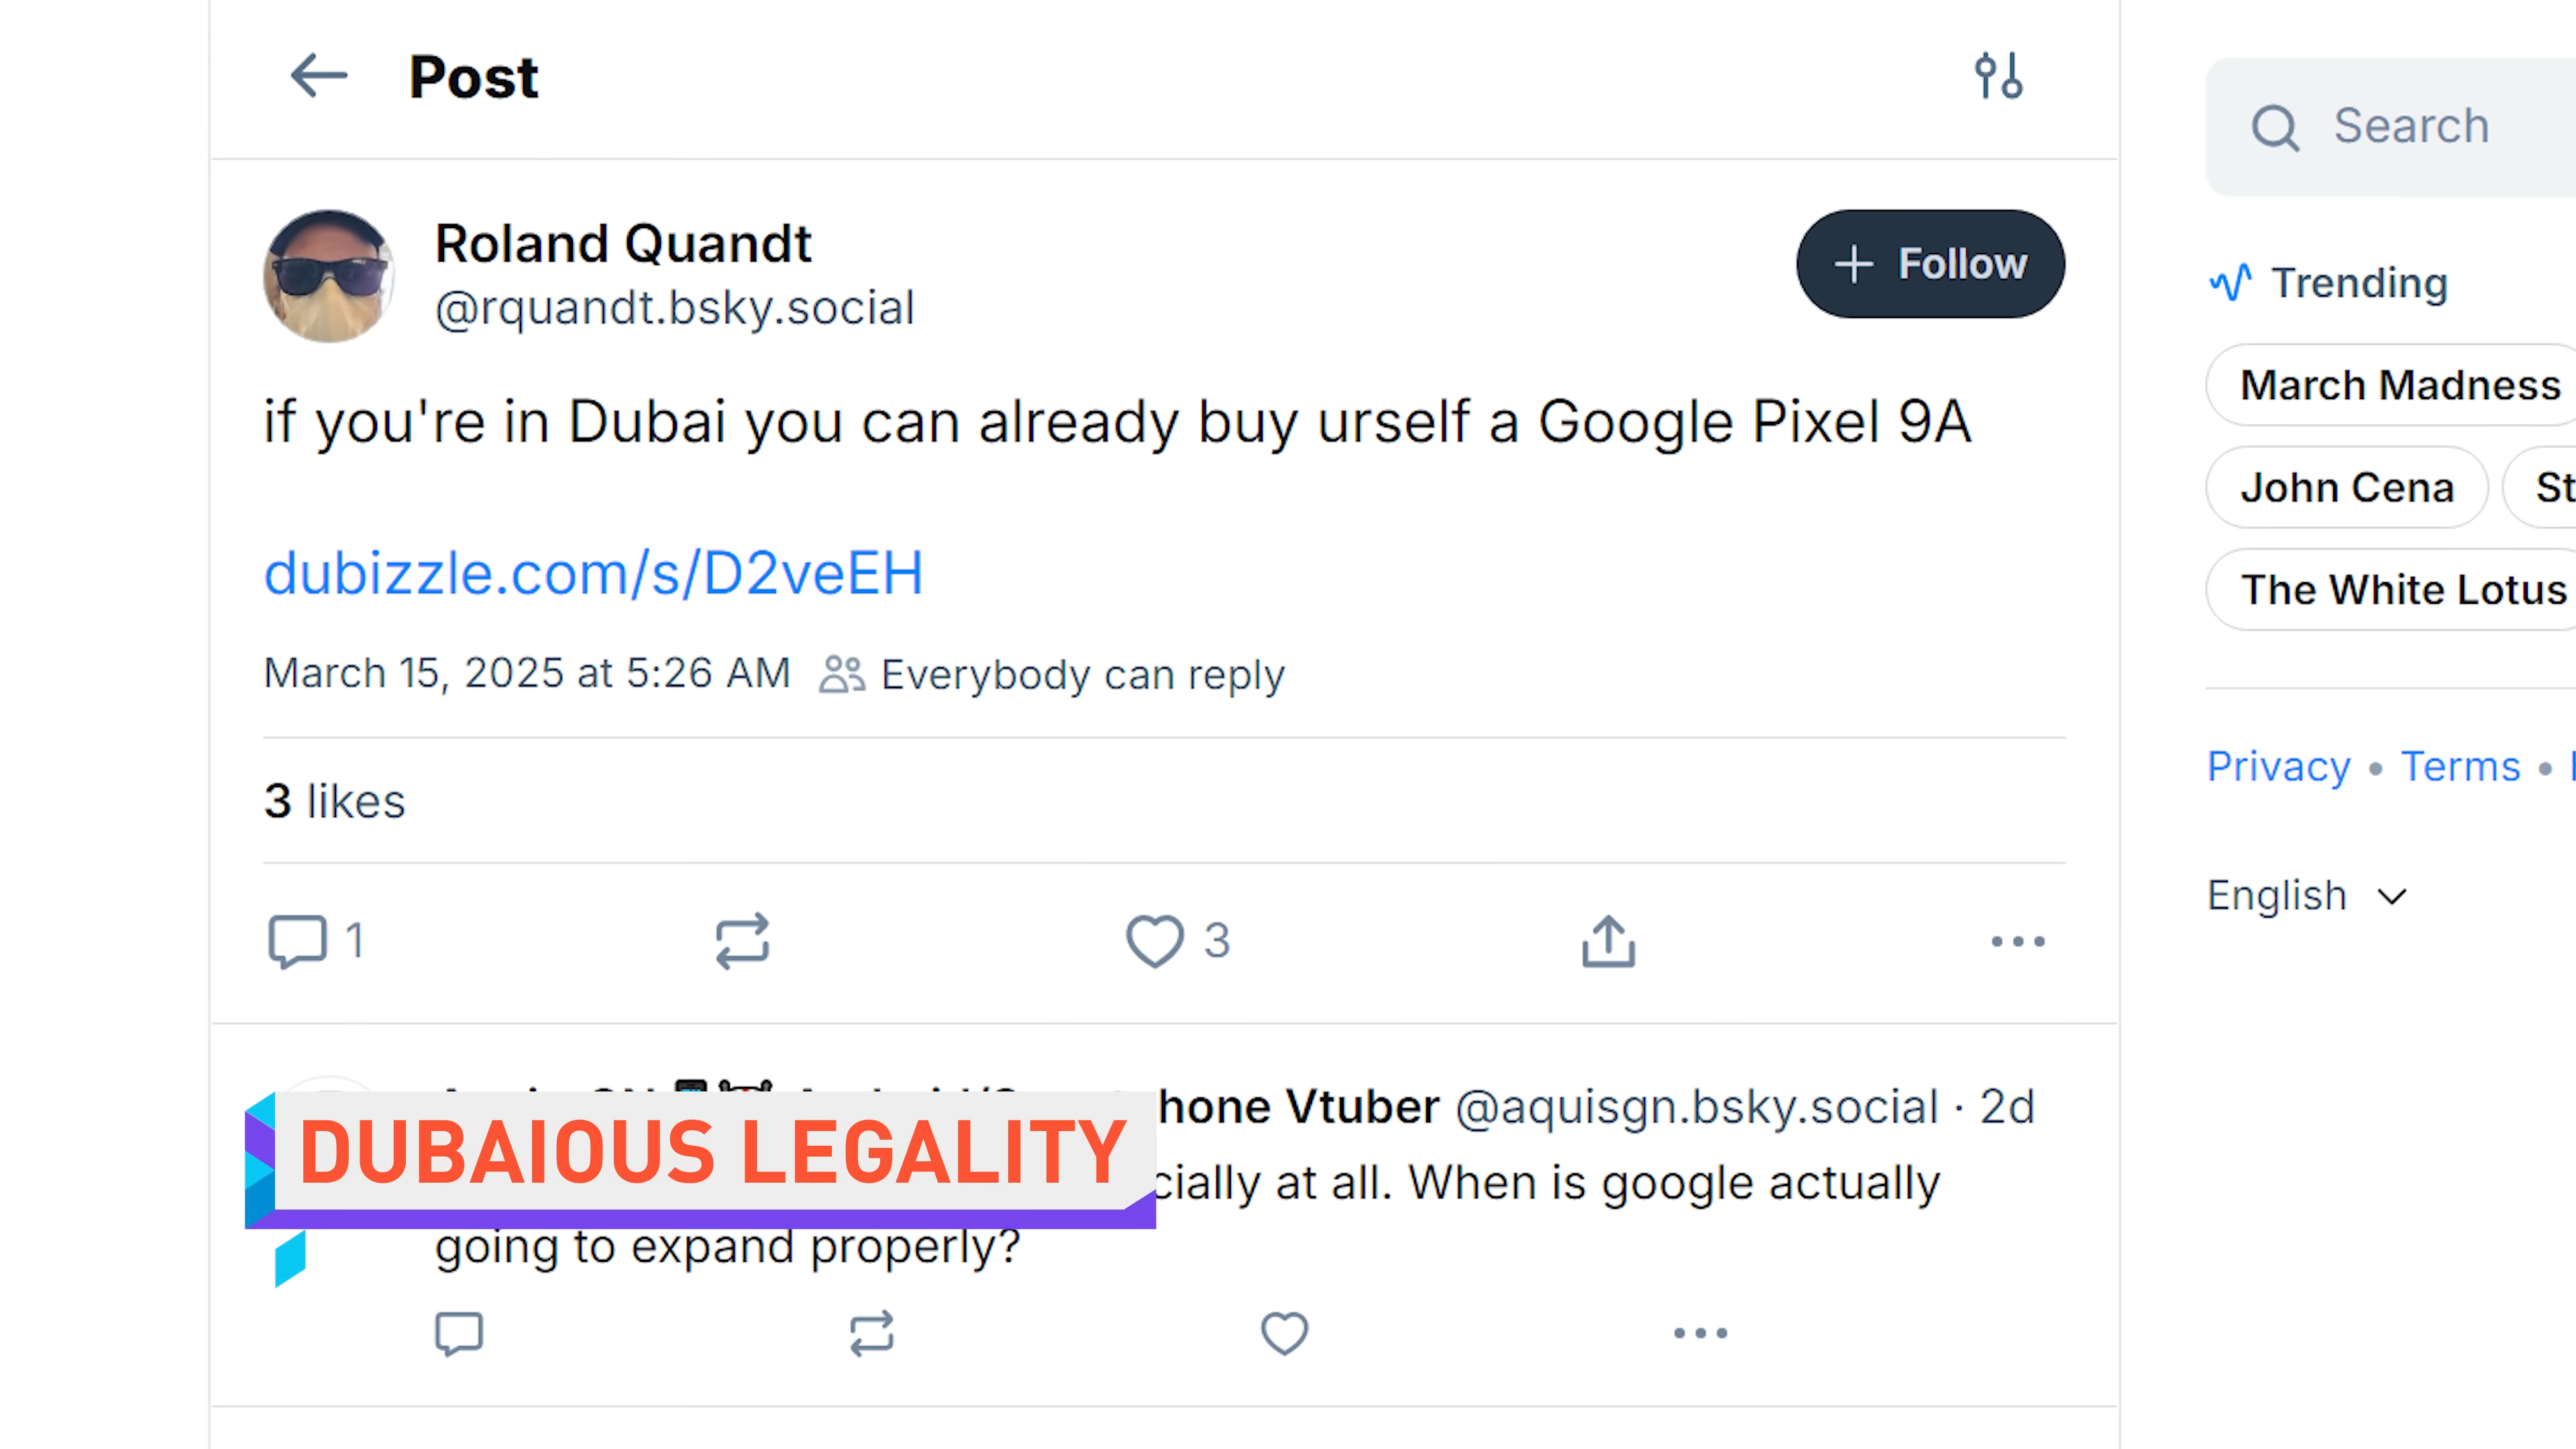 Post
Search
Roland Quandt
@rquandt.bsky.social
Follow
Trending
March Madness
John Cena
St
The White Lotus
if you're in Dubai you can already buy urself a Google Pixel 9A
dubizzle.com/s/D2veEH
March 15, 2025 at 5:26 AM
Everybody can reply
Privacy • Terms •
3 likes
English
1
3
hone Vtuber @aquisgn.bsky.social · 2d
DUBAIOUS LEGALITY
cially at all. When is google actually
going to expand properly?